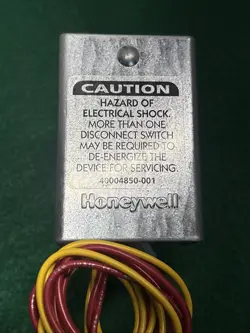 CAUTION
HAZARD OF
ELECTRICAL SHOCK.
MORE THAN ONE
DISCONNECT SWITCH
MAY BE REQUIRED TO
DE-ENERGIZE THE
DEVICE FOR SERVICING.
40004850-001
Honeywell